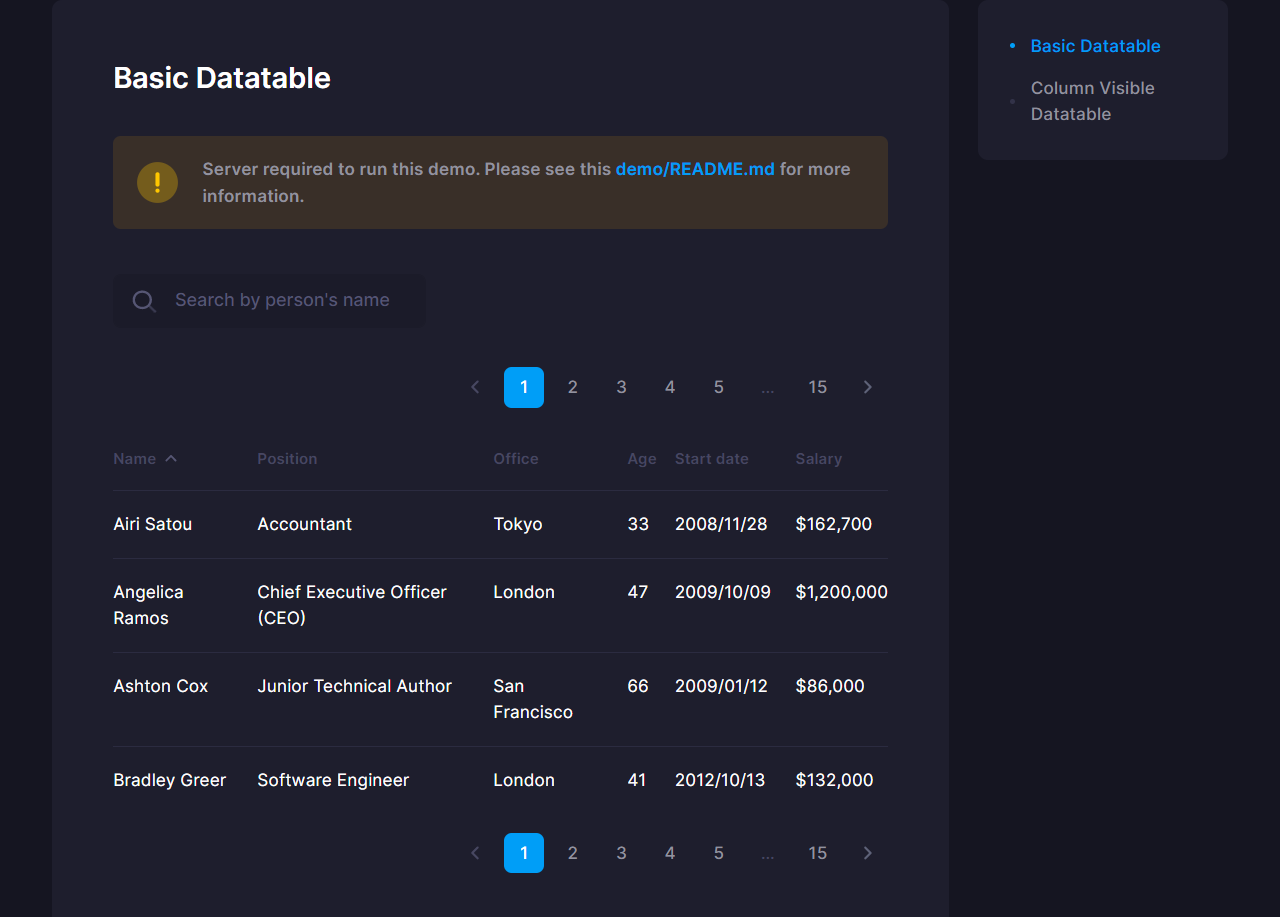 Basic Datatable
Server required to run this demo. Please see this demo/README.md for more
information.
Search by person's name
1 2 3 4 5 ... 15
Name Position Office Age Start date Salary
Airi Satou Accountant Tokyo 33 2008/11/28 $162,700
Angelica Chief Executive Officer London 47 2009/10/09 $1,200,000
Ramos (CEO)
Ashton Cox Junior Technical Author San 66 2009/01/12 $86,000
Francisco
Bradley Greer Software Engineer London 41 2012/10/13 $132,000
1 2 3 4 5 ... 15
Basic Datatable
Column Visible
Datatable